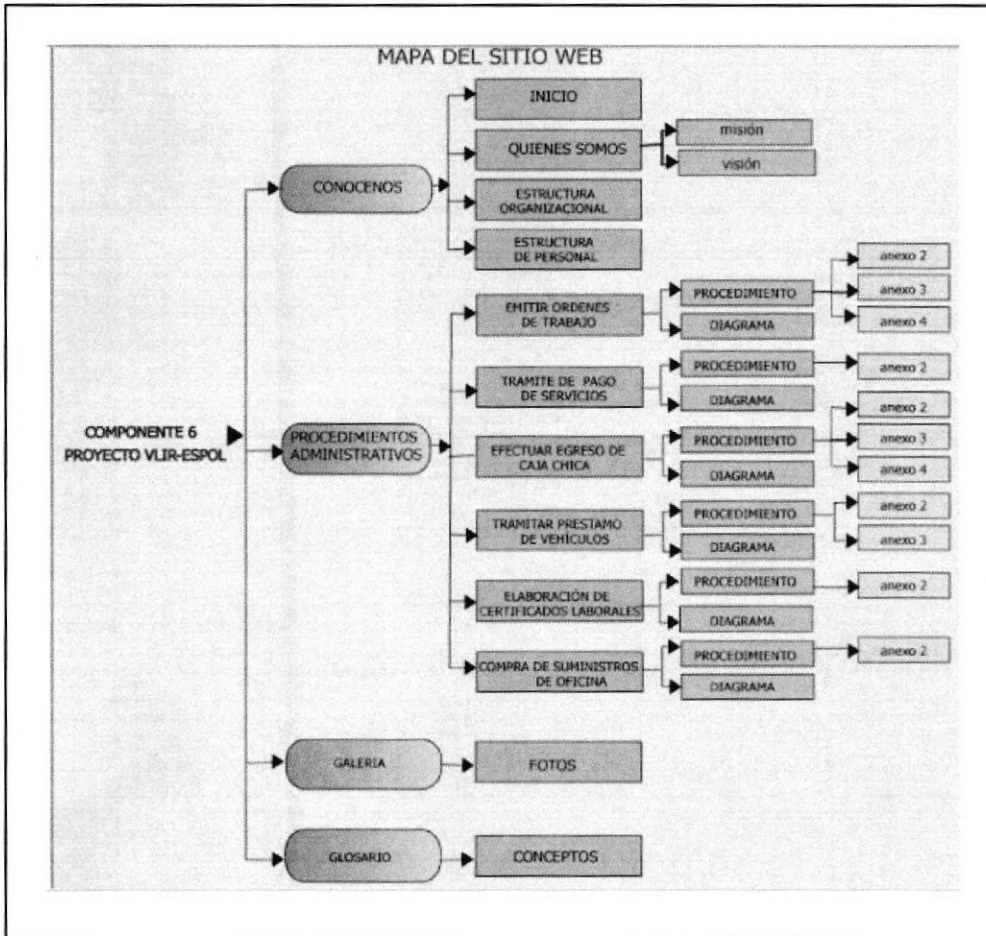 MAPA DEL SITIO WEB
INICIO
QUIENES SOMOS
misión
visión
CONOCENOS
ESTRUCTURA
ORGANIZACIONAL
ESTRUCTURA
DE PERSONAL
EMITIR ORDENES
DE TRABAJO
PROCEDIMIENTO
anexo 2
anexo 3
anexo 4
DIAGRAMA
TRAMITE DE PAGO
DE SERVICIOS
PROCEDIMIENTO
anexo 2
DIAGRAMA
COMPONENTE 6
PROYECTO VLIR-ESPOL
PROCEDIMIENTOS
ADMINISTRATIVOS
EFECTUAR EGRESO DE
CAJA CHICA
PROCEDIMIENTO
anexo 2
anexo 3
anexo 4
DIAGRAMA
TRAMITAR PRESTAMO
DE VEHÍCULOS
PROCEDIMIENTO
anexo 2
anexo 3
DIAGRAMA
ELABORACIÓN DE
CERTIFICADOS LABORALES
PROCEDIMIENTO
anexo 2
DIAGRAMA
COMPRA DE SUMINISTROS
DE OFICINA
PROCEDIMIENTO
anexo 2
DIAGRAMA
GALERIA
FOTOS
GLOSARIO
CONCEPTOS